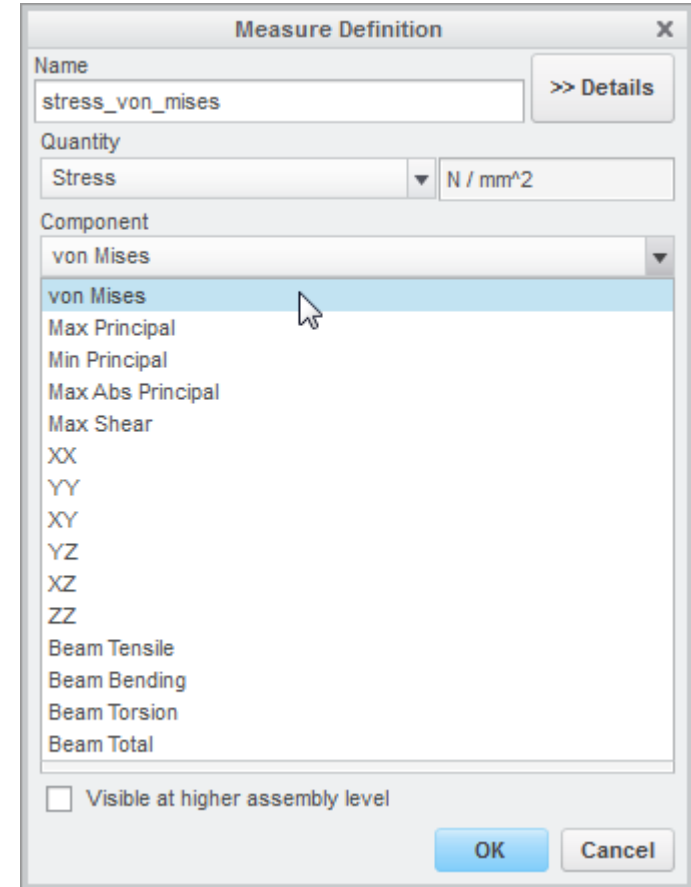 Measure Definition X
Name
>> Details
stress_von_mises
Quantity
Stress N / mm^2
Component
von Mises
von Mises
Max Principal
Min Principal
Max Abs Principal
Max Shear
XX
YY
XY
YZ
XZ
ZZ
Beam Tensile
Beam Bending
Beam Torsion
Beam Total
Visible at higher assembly level
OK Cancel